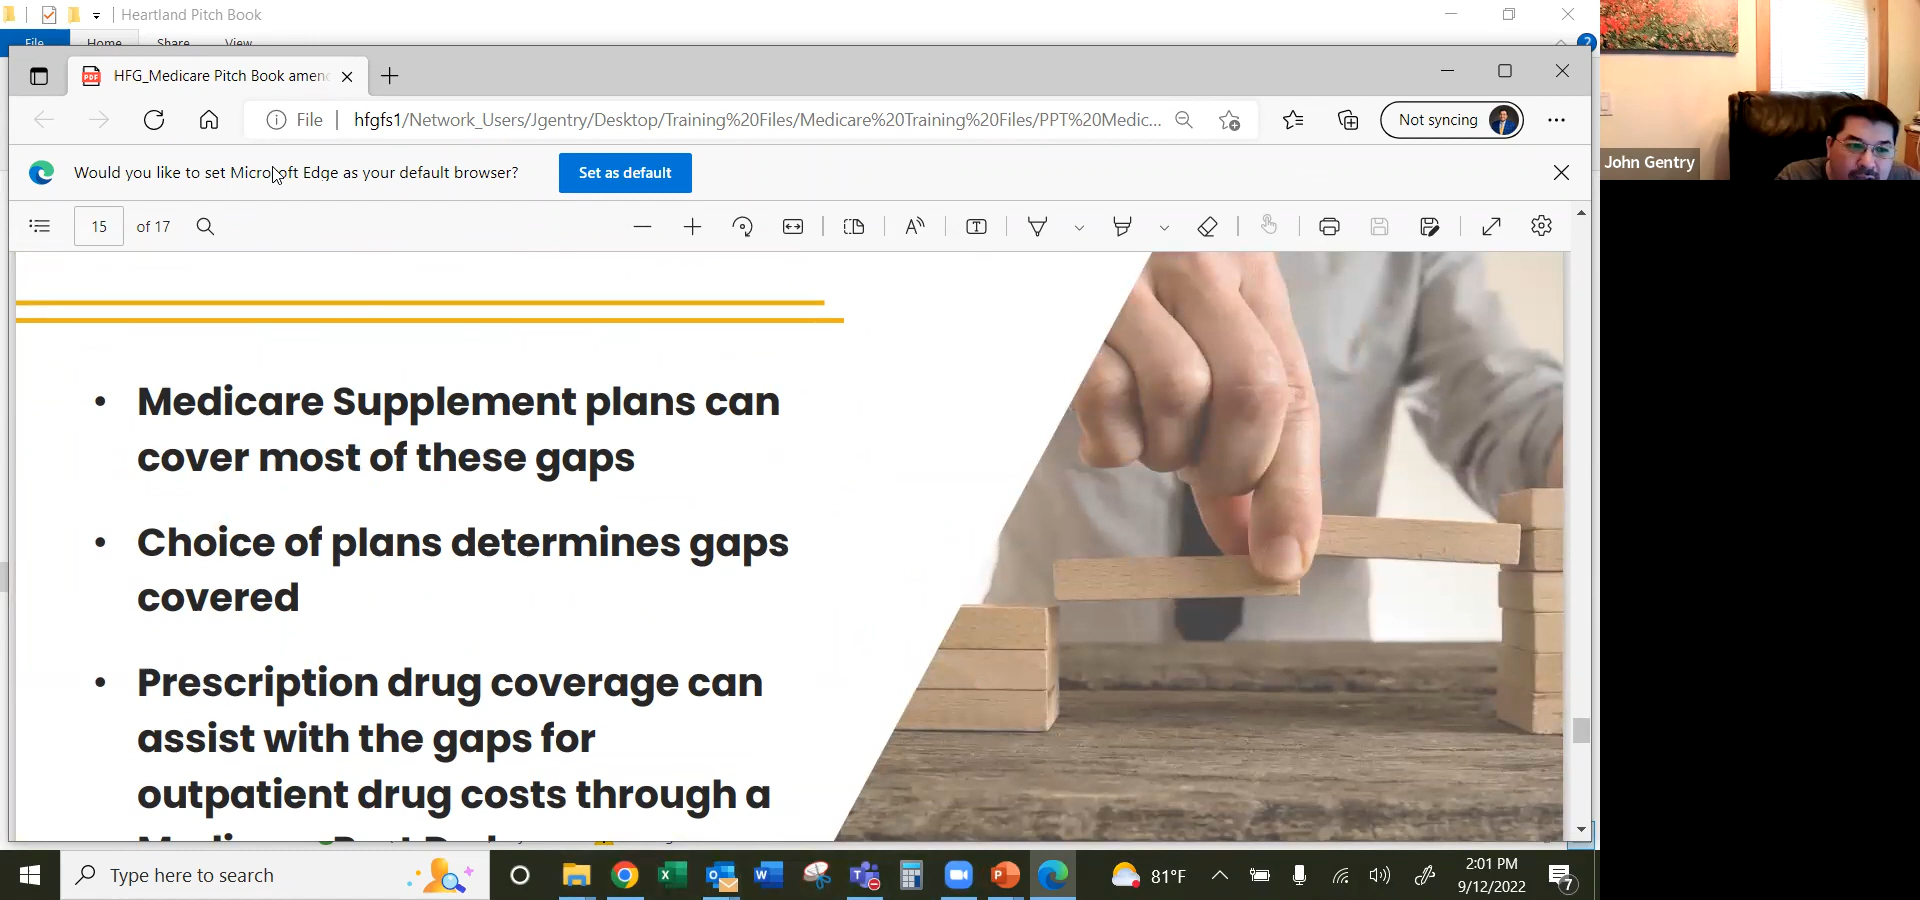 Heartland Pitch Book
File Home Share View
HFG_Medicare Pitch Book amen
Not syncing
File hfgfs1/Network_Users/Jgentry/Desktop/Training%20Files/Medicare%20Training%20Files/PPT%20Medic...
Would you like to set Microsoft Edge as your default browser?
Set as default
15 of 17
Medicare Supplement plans can
cover most of these gaps
Choice of plans determines gaps
covered
Prescription drug coverage can
assist with the gaps for
outpatient drug costs through a
John Gentry
Type here to search
81°F
2:01 PM
9/12/2022
7
2